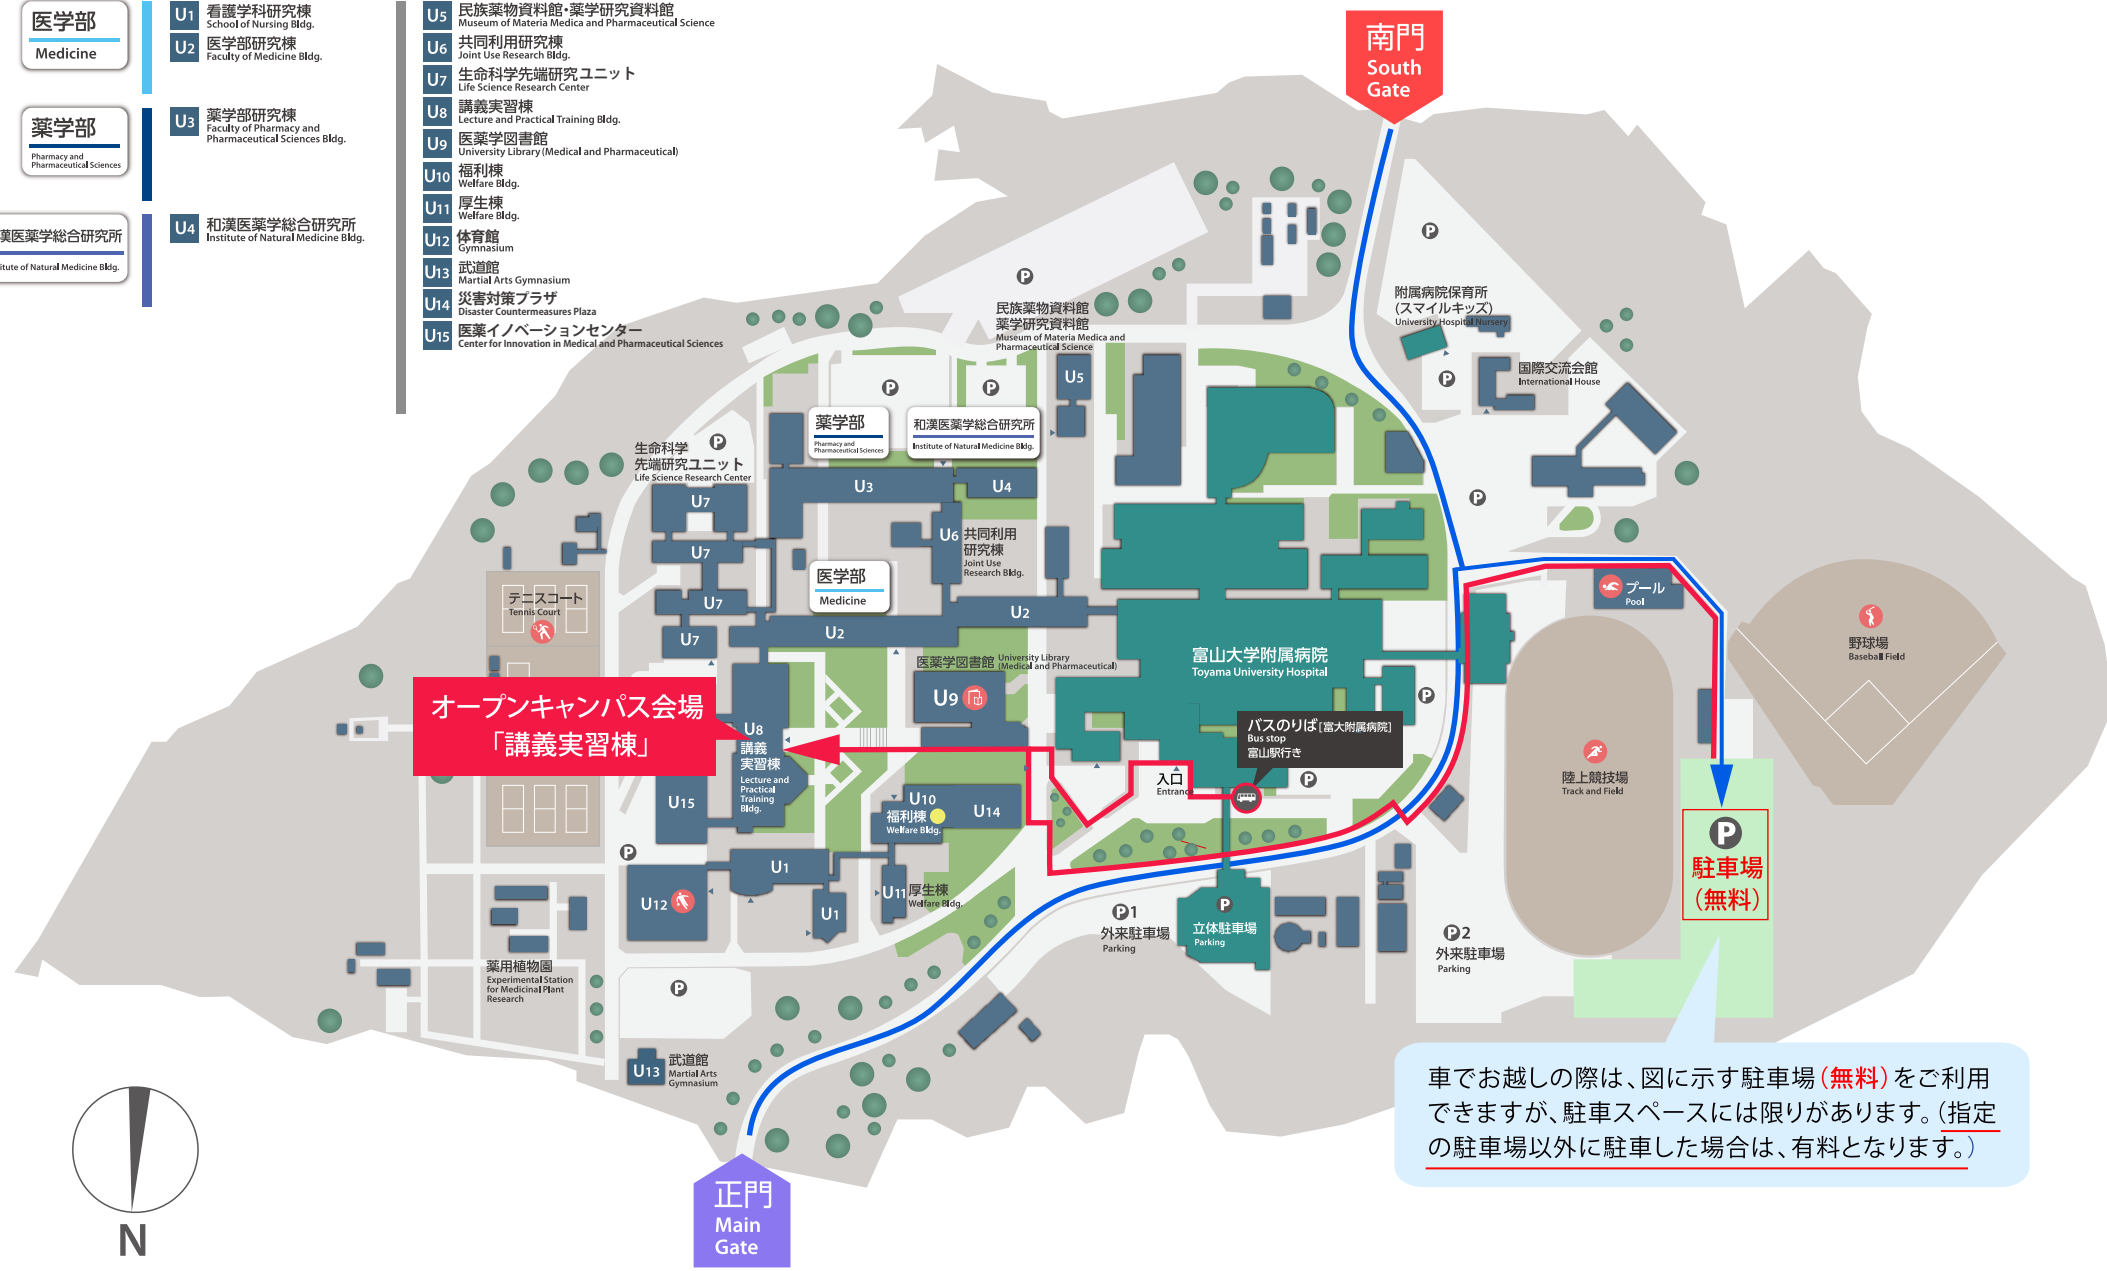 医学部
Medicine
薬学部
Pharmacy and
Pharmaceutical Sciences
漢医薬学総合研究所
itute of Natural Medicine Bldg.
U1 看護学科研究棟
School of Nursing Bldg.
U2 医学部研究棟
Faculty of Medicine Bldg.
U3 薬学部研究棟
Faculty of Pharmacy and
Pharmaceutical Sciences Bldg.
U4 和漢医薬学総合研究所
Institute of Natural Medicine Bldg.
U5 民族薬物資料館・薬学研究資料館
Museum of Materia Medica and Pharmaceutical Science
U6 共同利用研究棟
Joint Use Research Bldg.
U7 生命科学先端研究ユニット
Life Science Research Center
U8 講義実習棟
Lecture and Practical Training Bldg.
U9 医薬学図書館
University Library (Medical and Pharmaceutical)
U10 福利棟
Welfare Bldg.
U11 厚生棟
Welfare Bldg.
U12 体育館
Gymnasium
U13 武道館
Martial Arts Gymnasium
U14 災害対策プラザ
Disaster Countermeasures Plaza
U15 医薬イノベーションセンター
Center for Innovation in Medical and Pharmaceutical Sciences
南門
South
Gate
P
P
民族薬物資料館
薬学研究資料館
Museum of Materia Medica and
Pharmaceutical Science
附属病院保育所
(スマイルキッズ)
University Hospital Nursery
国際交流会館
International House
P
P
P
U5
薬学部
Pharmacy and
Pharmaceutical Sciences
和漢医薬学総合研究所
Institute of Natural Medicine Bldg.
P
生命科学
先端研究ユニット
Life Science Research Center
U7
U3
U4
P
U6
共同利用
研究棟
Joint Use
Research Bldg.
U7
医学部
Medicine
U7
U2
U2
U7
テニスコート
Tennis Court
プール
Pool
野球場
Baseball Field
富山大学附属病院
Toyama University Hospital
医薬学図書館
University Library
(Medical and Pharmaceutical)
U9
P
オープンキャンパス会場
「講義実習棟」
U8
講義
実習棟
Lecture and
Practical
Training
Bldg.
バスのりば[富大附属病院]
Bus stop
富山駅行き
入口
Entrance
P
陸上競技場
Track and Field
U15
U10
福利棟
Welfare Bldg.
U14
P
U1
U12
U1
U11
厚生棟
Welfare Bldg.
P
駐車場
(無料)
P1
外来駐車場
Parking
P
立体駐車場
Parking
P2
外来駐車場
Parking
薬用植物園
Experimental Station
for Medicinal Plant
Research
P
U13
武道館
Martial Arts
Gymnasium
車でお越しの際は、図に示す駐車場(無料)をご利用
できますが、駐車スペースには限りがあります。(指定
の駐車場以外に駐車した場合は、有料となります。)
正門
Main
Gate
N